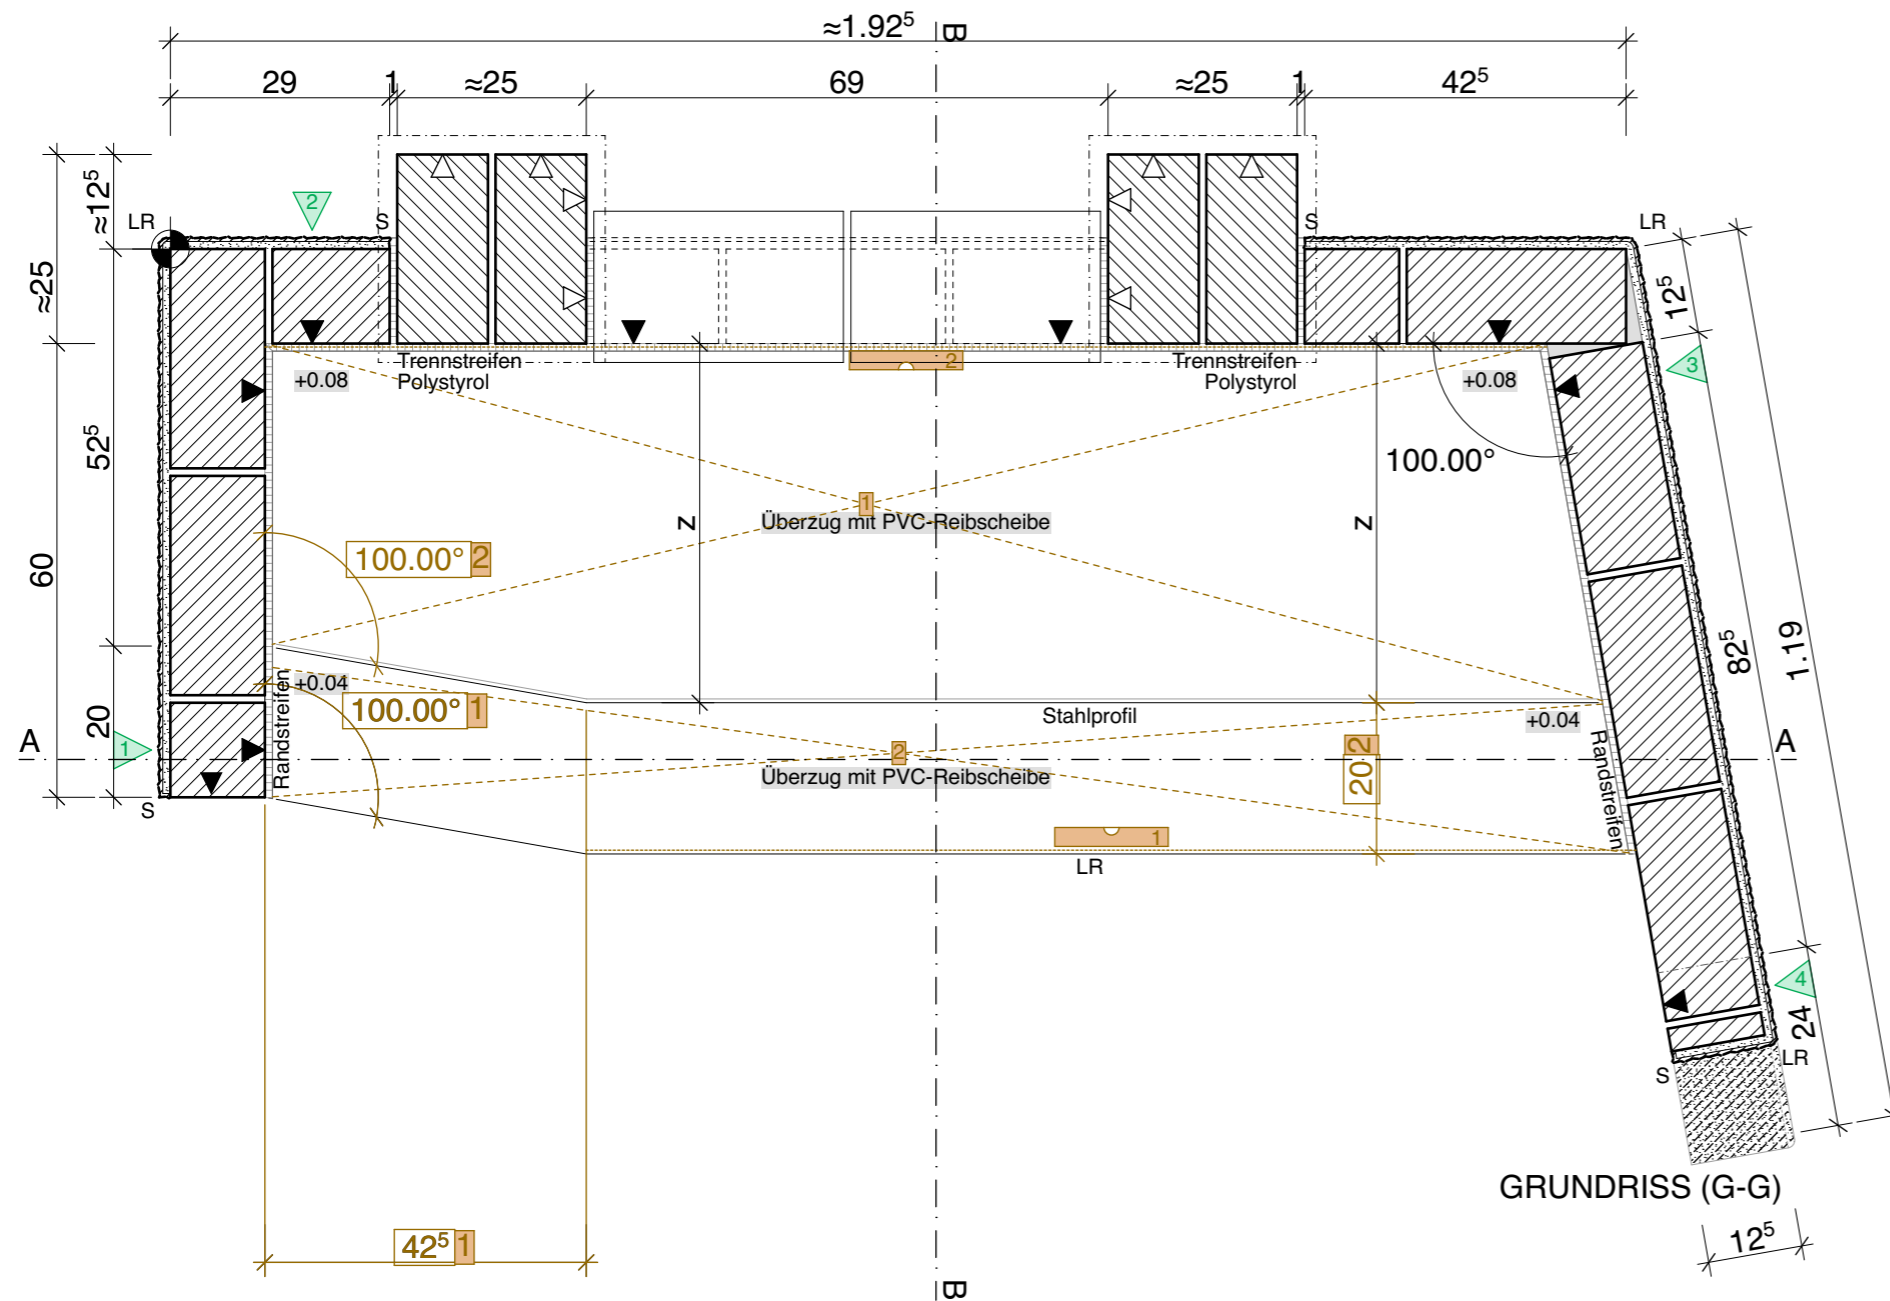 ≈1.92⁵
B
29
1
≈25
69
≈25
1
42⁵
≈12⁵
≈25
52⁵
60
20
LR
2
S
S
LR
12⁵
3
Trennstreifen
Polystyrol
2
Trennstreifen
Polystyrol
+0.08
+0.08
100.00°
1
Überzug mit PVC-Reibscheibe
z
z
100.00° 2
82⁵
1.19
+0.04
100.00° 1
Randstreifen
Stahlprofil
+0.04
A
1
2
Überzug mit PVC-Reibscheibe
20 2
Randstreifen
A
S
1
LR
4
24
LR
S
GRUNDRISS (G-G)
12⁵
42⁵ 1
B